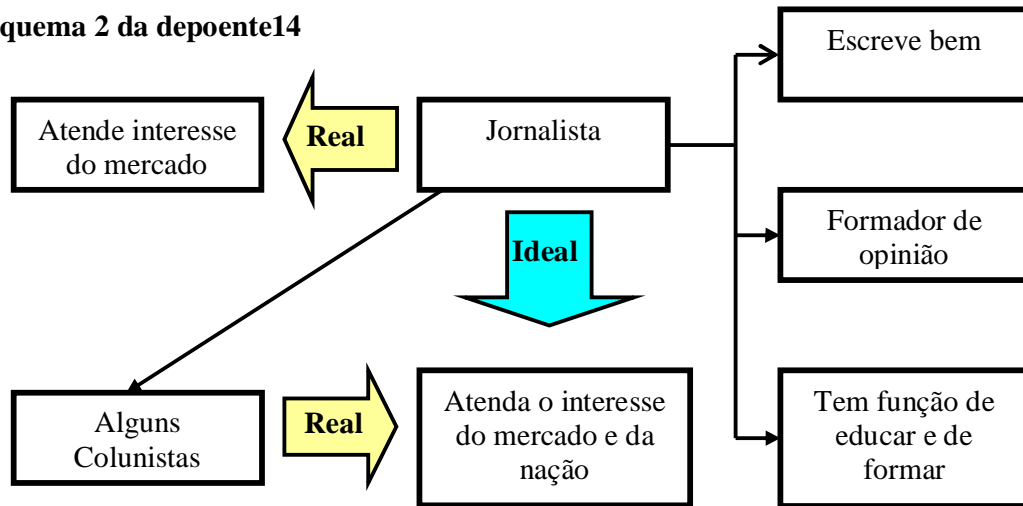 quema 2 da depoente14
Escreve bem
Atende interesse
do mercado
Real
Jornalista
Formador de
opinião
Ideal
Alguns
Colunistas
Real
Atenda o interesse
do mercado e da
nação
Tem função de
educar e de
formar